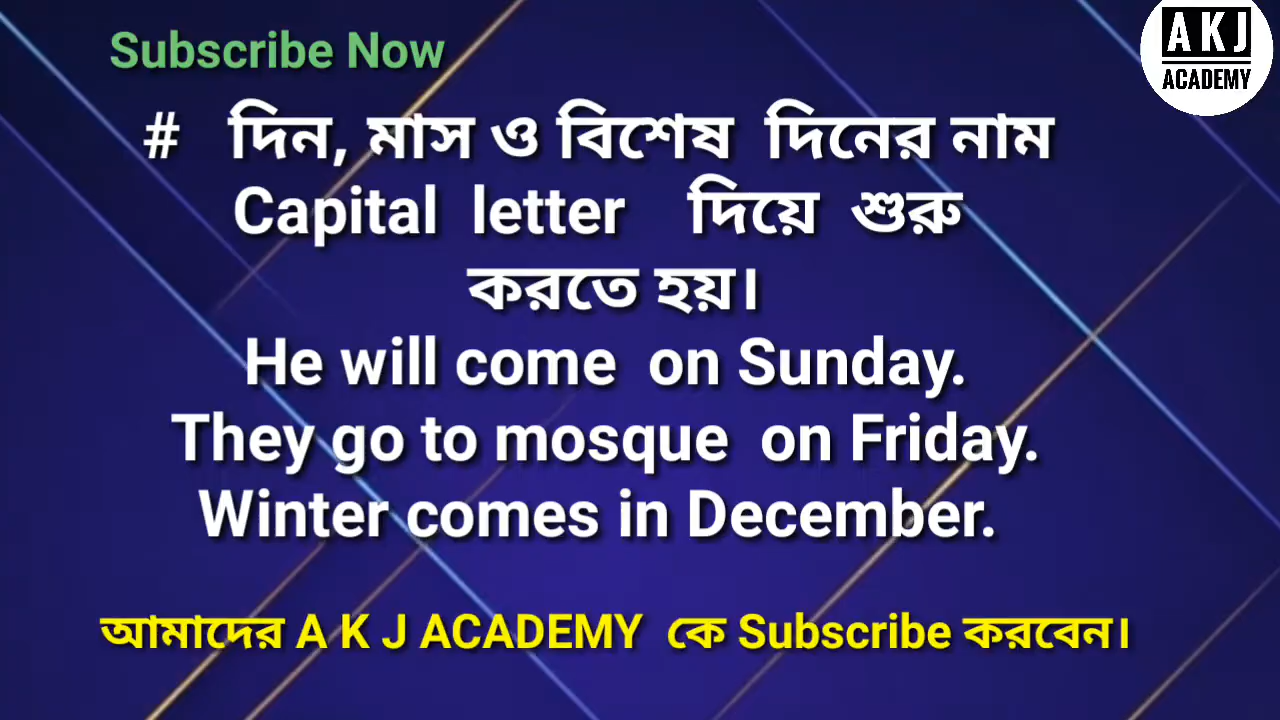 Subscribe Now
AKJ
ACADEMY
# দিন, মাস ও বিশেষ দিনের নাম
Capital letter দিয়ে শুরু
করতে হয়।
He will come on Sunday.
They go to mosque on Friday.
Winter comes in December.
আমাদের A K J ACADEMY কে Subscribe করবেন।